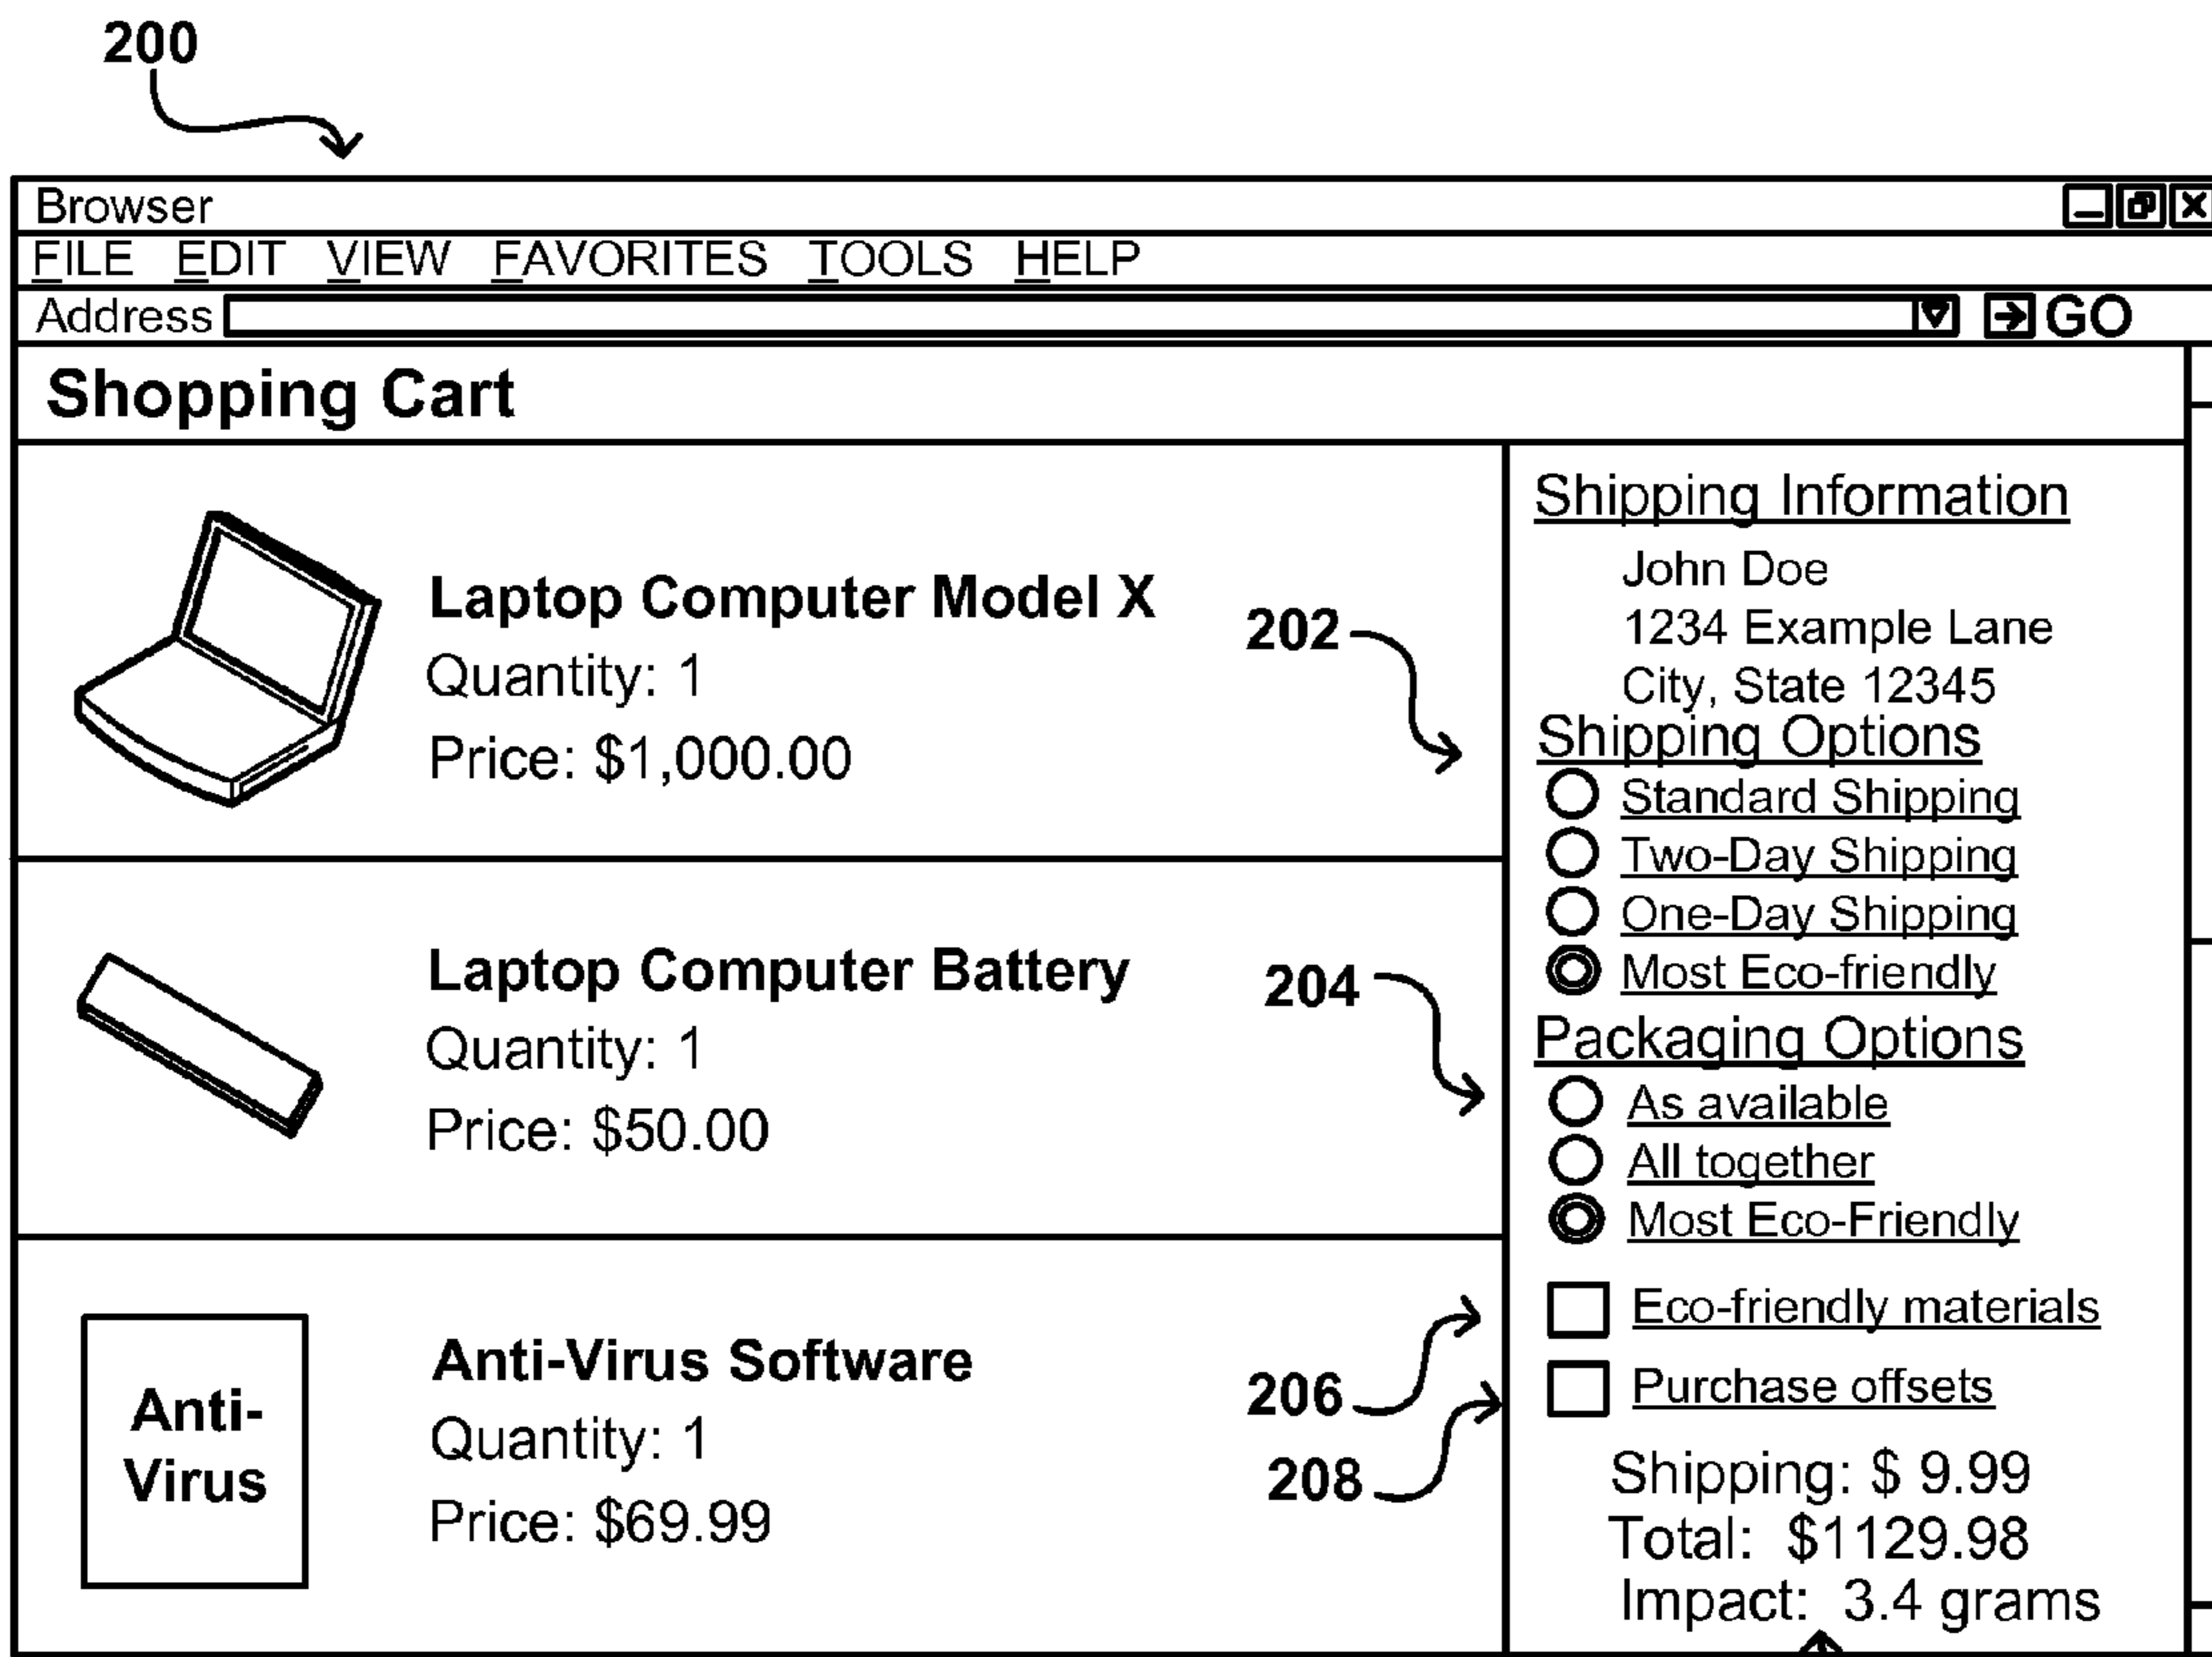 200
Browser
FILE EDIT VIEW FAVORITES TOOLS HELP
Address GO
Shopping Cart
Laptop Computer Model X
Quantity: 1
Price: $1,000.00
202
Laptop Computer Battery
Quantity: 1
Price: $50.00
204
Anti-
Virus
Anti-Virus Software
Quantity: 1
Price: $69.99
206
208
Shipping Information
John Doe
1234 Example Lane
City, State 12345
Shipping Options
Standard Shipping
Two-Day Shipping
One-Day Shipping
Most Eco-friendly
Packaging Options
As available
All together
Most Eco-Friendly
Eco-friendly materials
Purchase offsets
Shipping: $ 9.99
Total: $1129.98
Impact: 3.4 grams